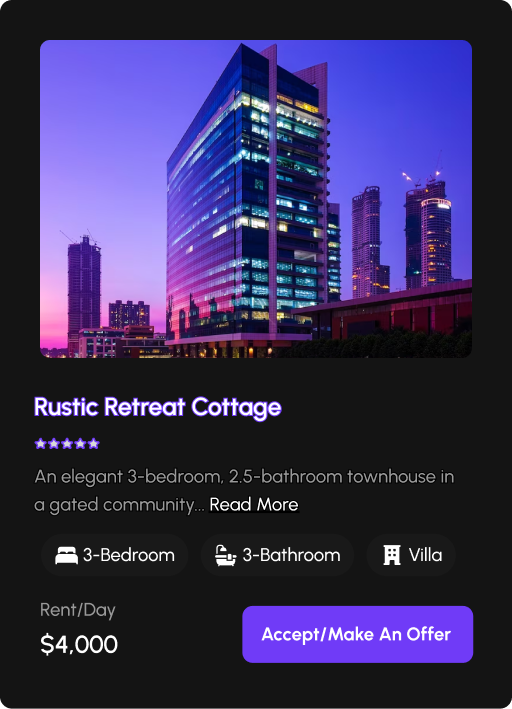 Rustic Retreat Cottage
An elegant 3-bedroom, 2.5-bathroom townhouse in
a gated community... Read More
3-Bedroom 3-Bathroom Villa
Rent/Day
$4,000
Accept/Make An Offer